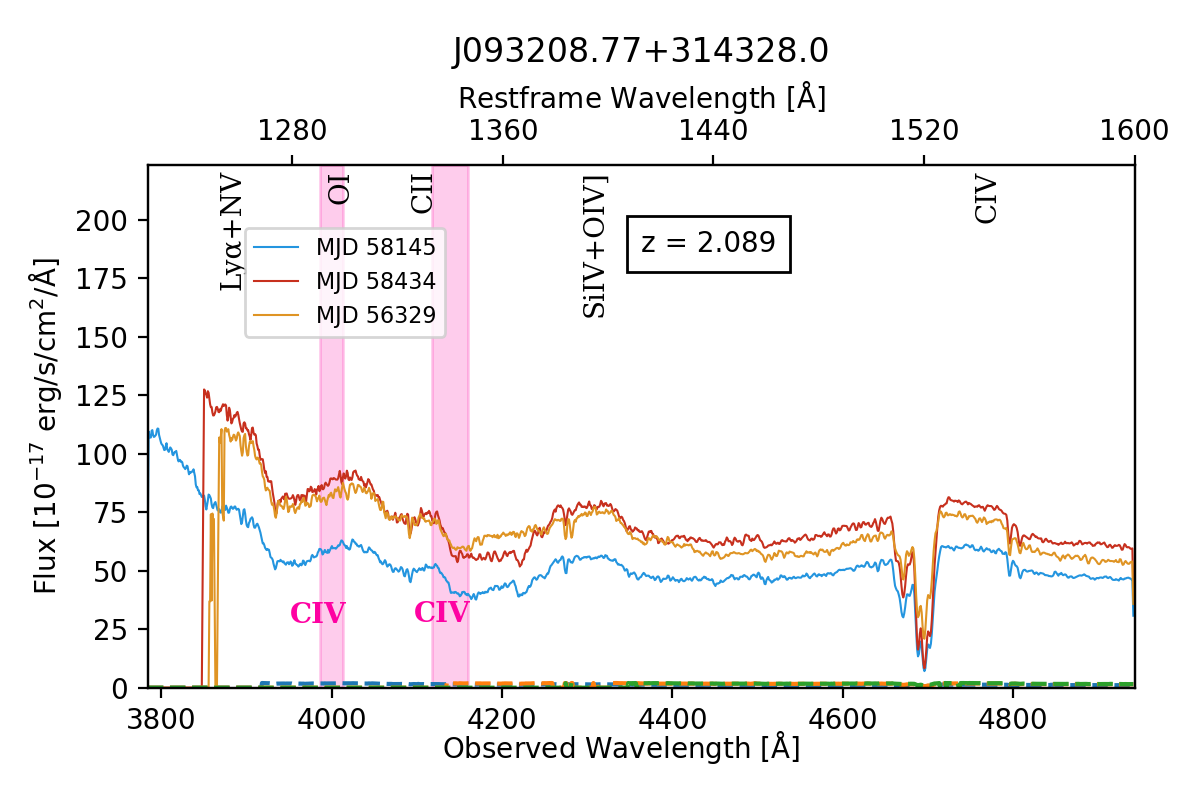 J093208.77+314328.0
Restframe Wavelength [Å]
1280 1360 1440 1520 1600
Lyα+NV
OI
CII
SiIV+OIV]
CIV
z = 2.089
MJD 58145
MJD 58434
MJD 56329
CIV
CIV
Flux [10⁻¹⁷ erg/s/cm²/Å]
200
175
150
125
100
75
50
25
0
3800 4000 4200 4400 4600 4800
Observed Wavelength [Å]